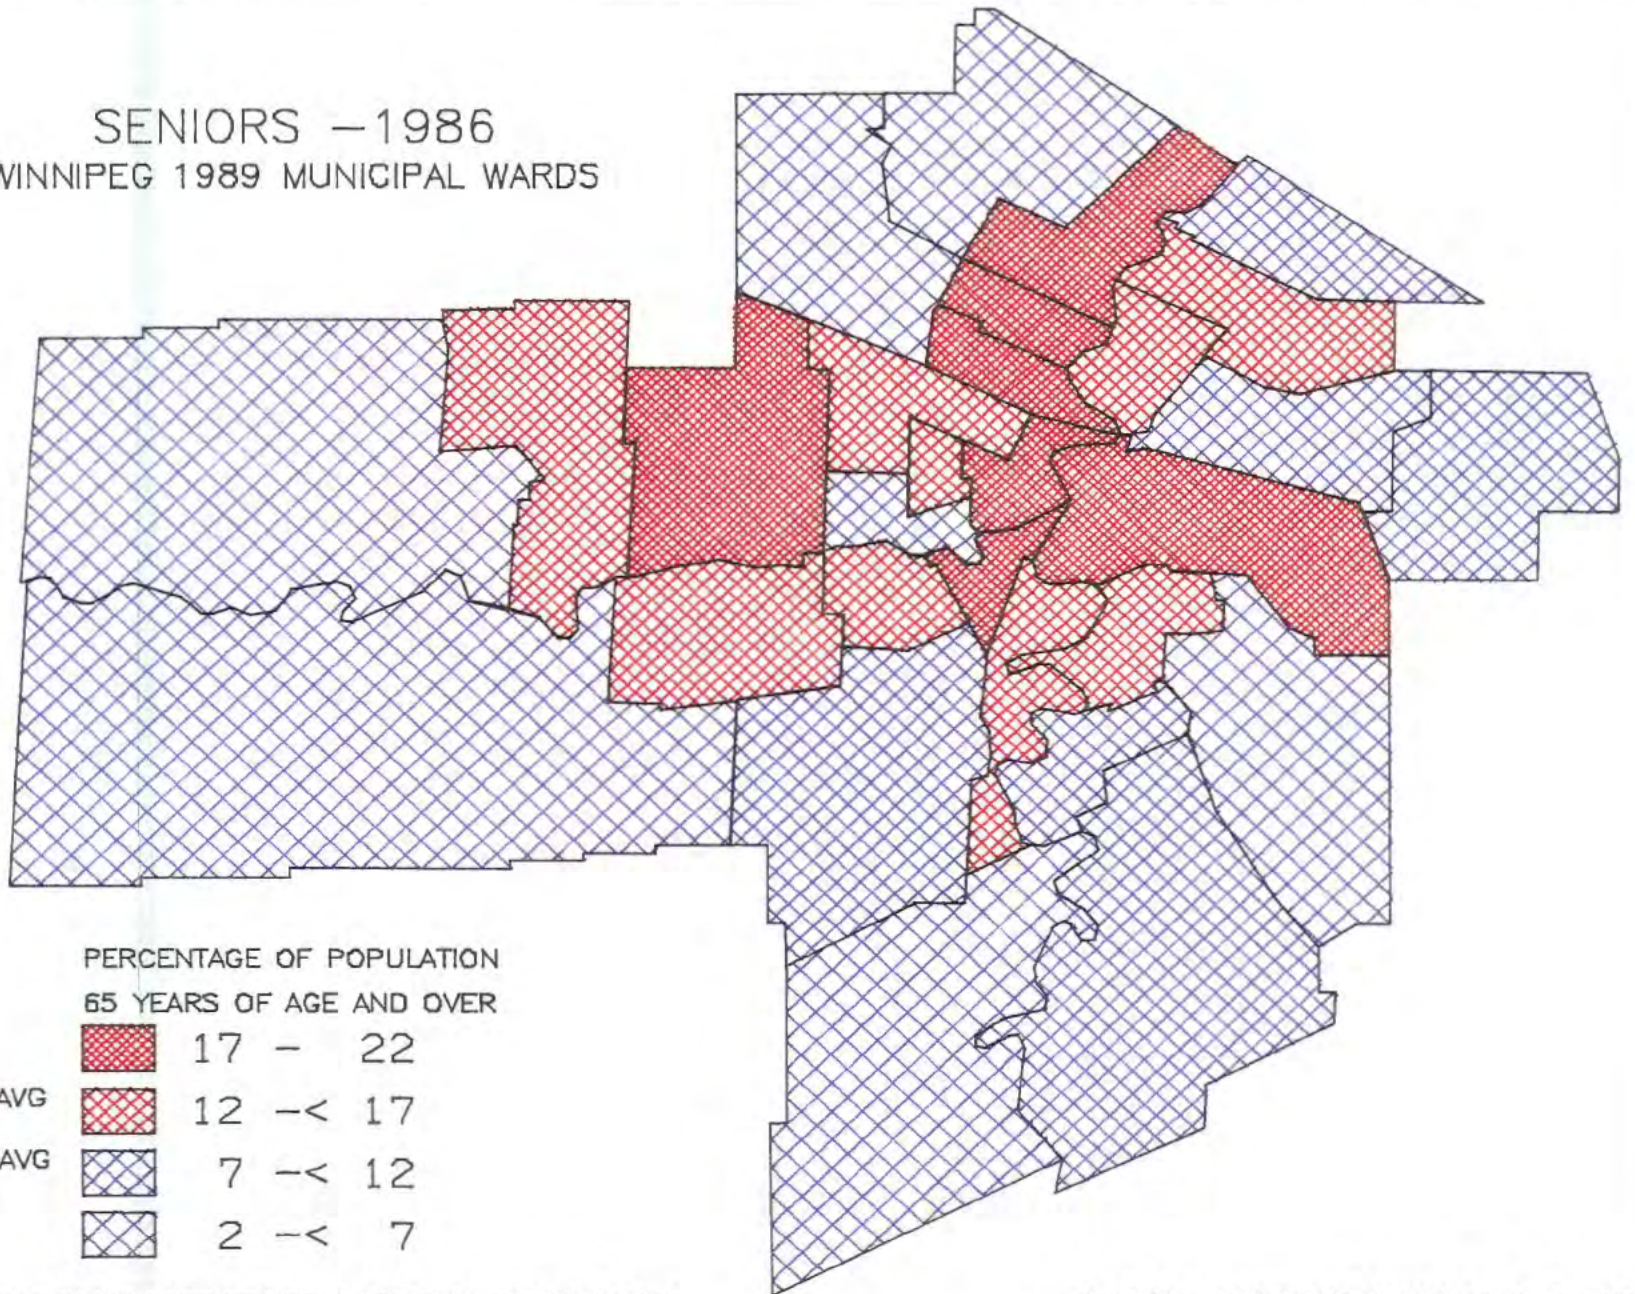 SENIORS -1986
WINNIPEG 1989 MUNICIPAL WARDS
PERCENTAGE OF POPULATION
65 YEARS OF AGE AND OVER
17 - 22
AVG 12 -< 17
AVG 7 -< 12
2 -< 7